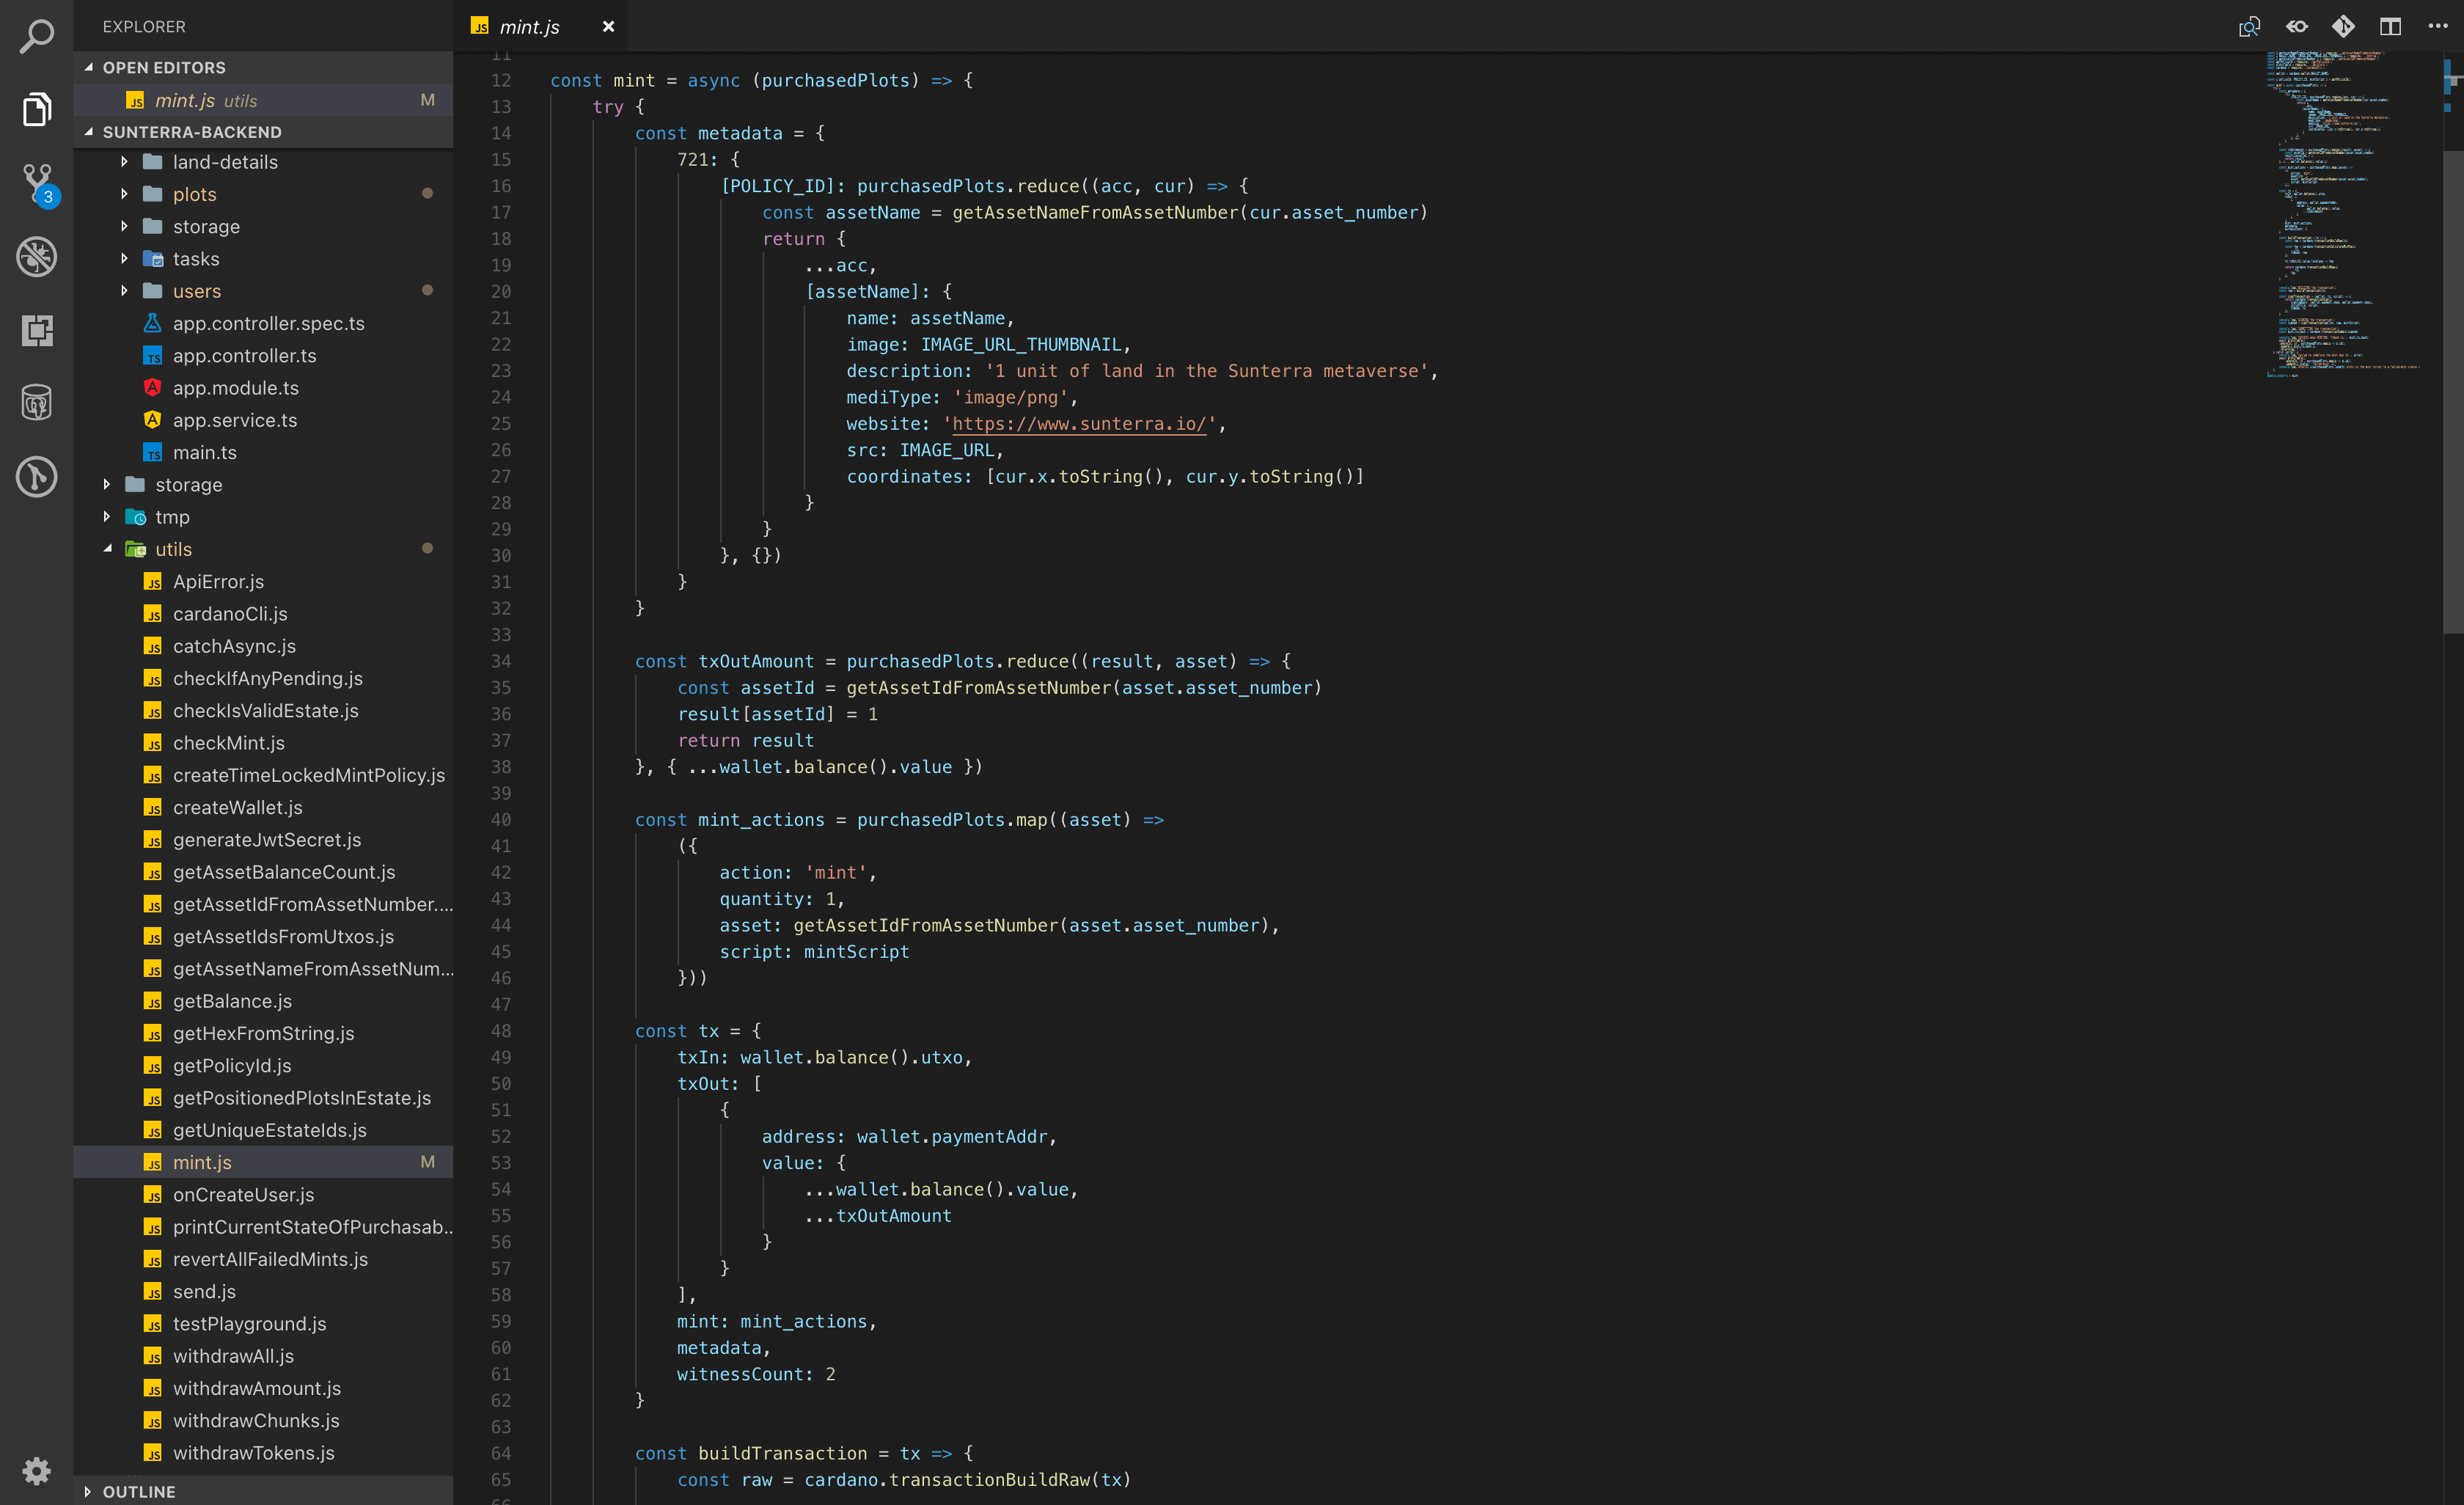 EXPLORER
OPEN EDITORS
mint.js utils M
SUNTERRA-BACKEND
land-details
plots
storage
tasks
users
app.controller.spec.ts
app.controller.ts
app.module.ts
app.service.ts
main.ts
storage
tmp
utils
ApiError.js
cardanoCli.js
catchAsync.js
checkIfAnyPending.js
checkIsValidEstate.js
checkMint.js
createTimeLockedMintPolicy.js
createWallet.js
generateJwtSecret.js
getAssetBalanceCount.js
getAssetIdFromAssetNumber....
getAssetIdsFromUtxos.js
getAssetNameFromAssetNum...
getBalance.js
getHexFromString.js
getPolicyId.js
getPositionedPlotsInEstate.js
getUniqueEstateIds.js
mint.js M
onCreateUser.js
printCurrentStateOfPurchasab...
revertAllFailedMints.js
send.js
testPlayground.js
withdrawAll.js
withdrawAmount.js
withdrawChunks.js
withdrawTokens.js
OUTLINE
3
mint.js
11
12 const mint = async (purchasedPlots) => {
13 try {
14 const metadata = {
15 721: {
16 [POLICY_ID]: purchasedPlots.reduce((acc, cur) => {
17 const assetName = getAssetNameFromAssetNumber(cur.asset_number)
18 return {
19 ...acc,
20 [assetName]: {
21 name: assetName,
22 image: IMAGE_URL_THUMBNAIL,
23 description: '1 unit of land in the Sunterra metaverse',
24 mediType: 'image/png',
25 website: 'https://www.sunterra.io/',
26 src: IMAGE_URL,
27 coordinates: [cur.x.toString(), cur.y.toString()]
28 }
29 }
30 }, {})
31 }
32 }
33
34 const txOutAmount = purchasedPlots.reduce((result, asset) => {
35 const assetId = getAssetIdFromAssetNumber(asset.asset_number)
36 result[assetId] = 1
37 return result
38 }, { ...wallet.balance().value })
39
40 const mint_actions = purchasedPlots.map((asset) =>
41 ({
42 action: 'mint',
43 quantity: 1,
44 asset: getAssetIdFromAssetNumber(asset.asset_number),
45 script: mintScript
46 }))
47
48 const tx = {
49 txIn: wallet.balance().utxo,
50 txOut: [
51 {
52 address: wallet.paymentAddr,
53 value: {
54 ...wallet.balance().value,
55 ...txOutAmount
56 }
57 }
58 ],
59 mint: mint_actions,
60 metadata,
61 witnessCount: 2
62 }
63
64 const buildTransaction = tx => {
65 const raw = cardano.transactionBuildRaw(tx)